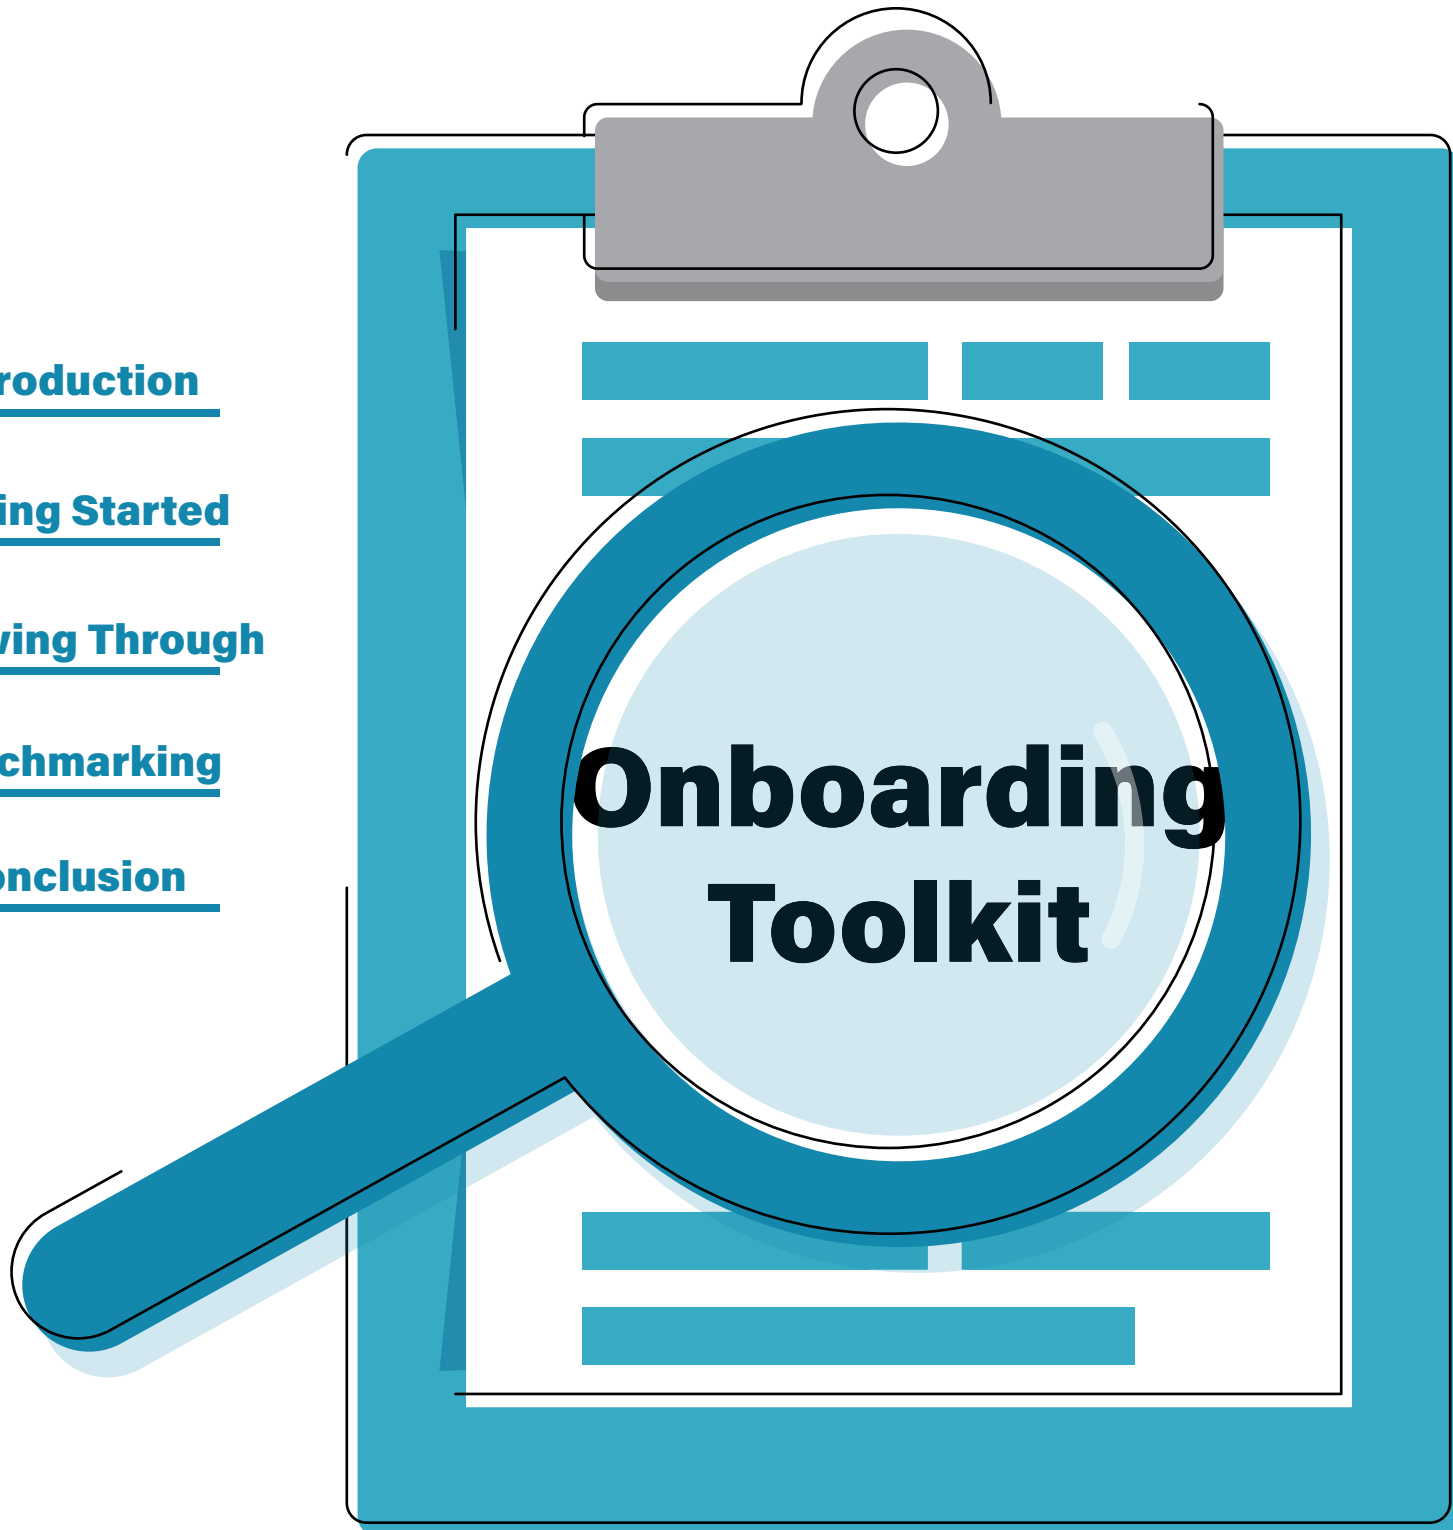 roduction
ing Started
ving Through
chmarking
onclusion
Onboarding
Toolkit